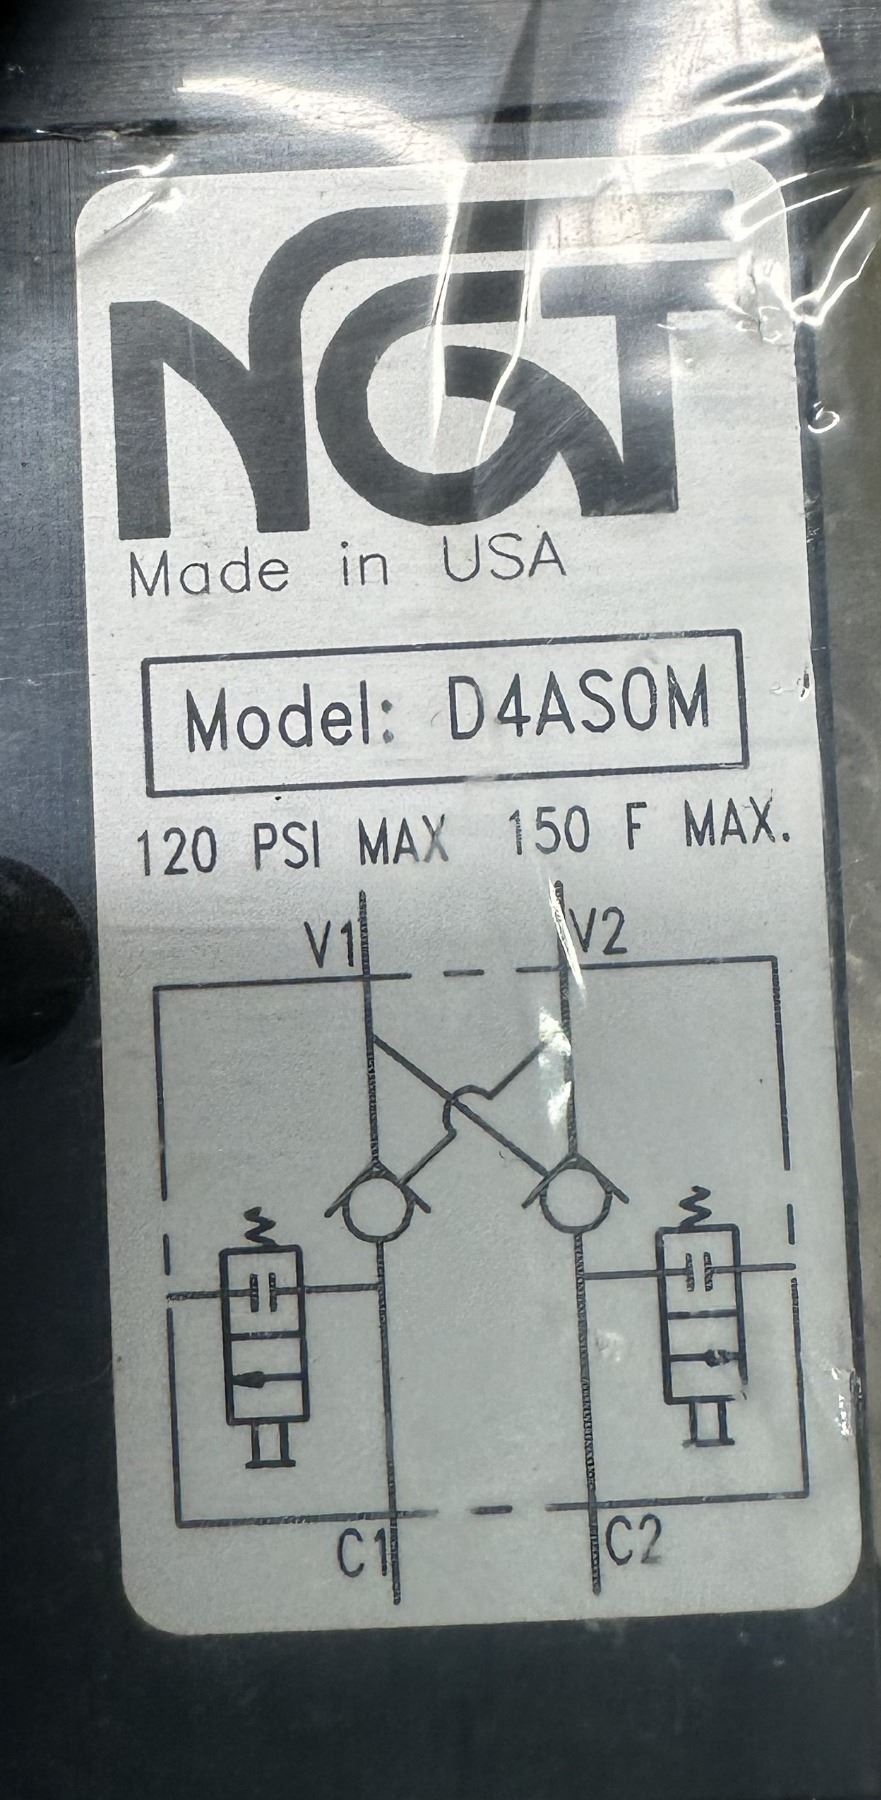 NGT
Made in USA
Model: D4ASOM
120 PSI MAX 150 F MAX.
V1 V2
C1 C2